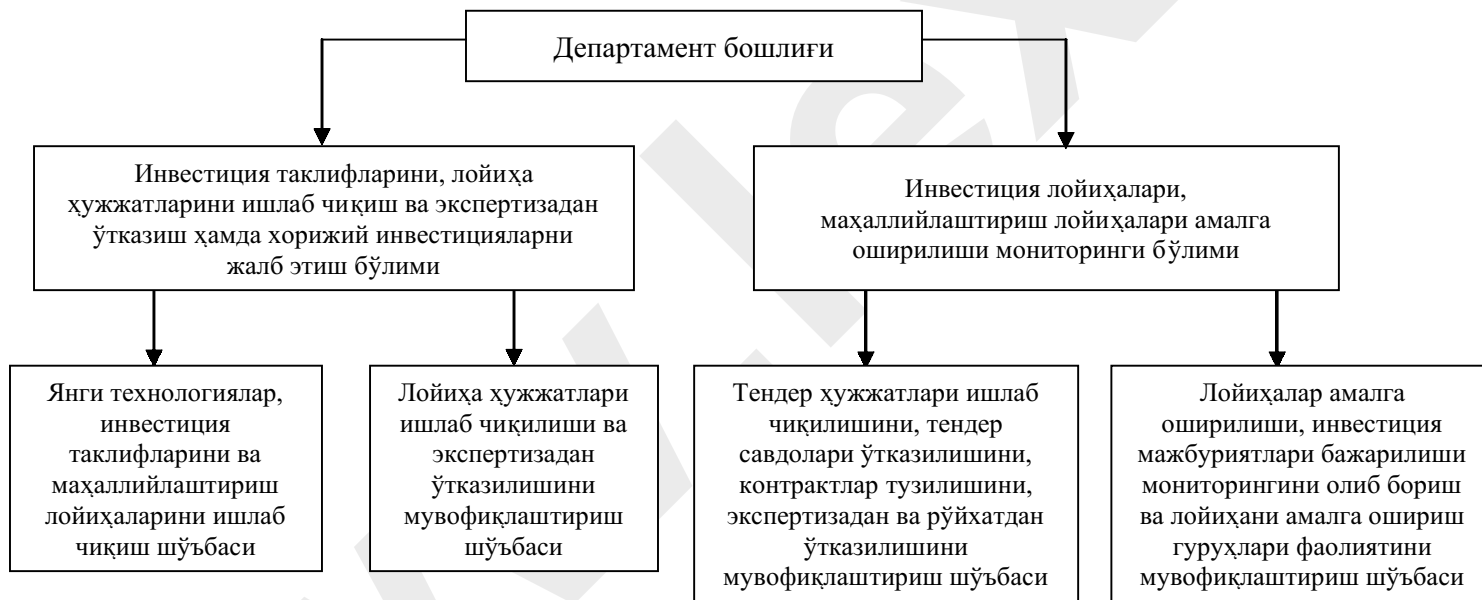 Департамент бошлиғи
Инвестиция таклифларини, лойиҳа
ҳужжатларини ишлаб чиқиш ва экспертизадан
ўтказиш ҳамда хорижий инвестицияларни
жалб этиш бўлими
Инвестиция лойиҳалари,
маҳаллийлаштириш лойиҳалари амалга
оширилиши мониторинги бўлими
Янги технологиялар,
инвестиция
таклифларини ва
маҳаллийлаштириш
лойиҳаларини ишлаб
чиқиш шўъбаси
Лойиҳа ҳужжатлари
ишлаб чиқилиши ва
экспертизадан
ўтказилишини
мувофиқлаштириш
шўъбаси
Тендер ҳужжатлари ишлаб
чиқилишини, тендер
савдолари ўтказилишини,
контрактлар тузилишини,
экспертизадан ва рўйхатдан
ўтказилишини
мувофиқлаштириш шўъбаси
Лойиҳалар амалга
оширилиши, инвестиция
мажбуриятлари бажарилиши
мониторингини олиб бориш
ва лойиҳани амалга ошириш
гуруҳлари фаолиятини
мувофиқлаштириш шўъбаси